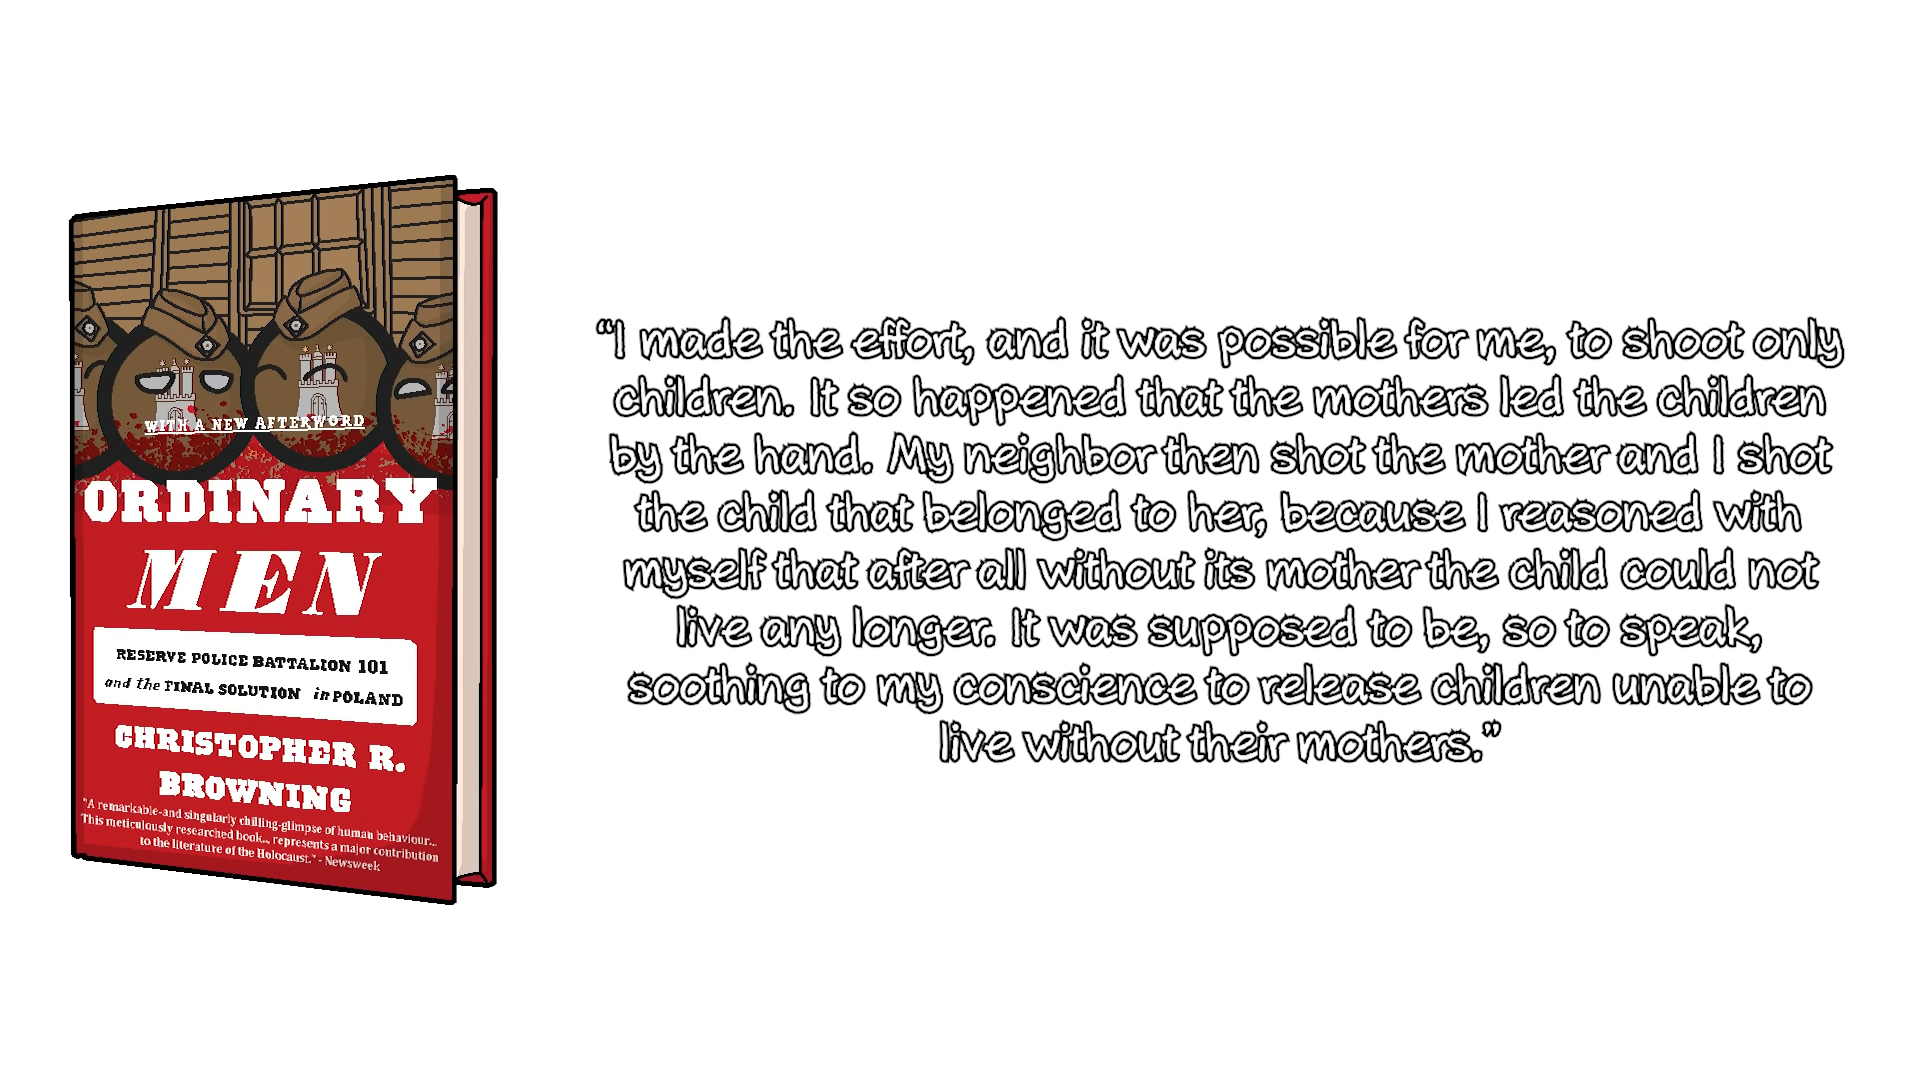 WITH A NEW AFTERWORD
ORDINARY
MEN
RESERVE POLICE BATTALION 101
and the FINAL SOLUTION in POLAND
CHRISTOPHER R.
BROWNING
"A remarkable-and singularly chilling-glimpse of human behaviour...
This meticulously researched book... represents a major contribution
to the literature of the Holocaust." - Newsweek
“I made the effort, and it was possible for me, to shoot only
children. It so happened that the mothers led the children
by the hand. My neighbor then shot the mother and I shot
the child that belonged to her, because I reasoned with
myself that after all without its mother the child could not
live any longer. It was supposed to be, so to speak,
soothing to my conscience to release children unable to
live without their mothers.”